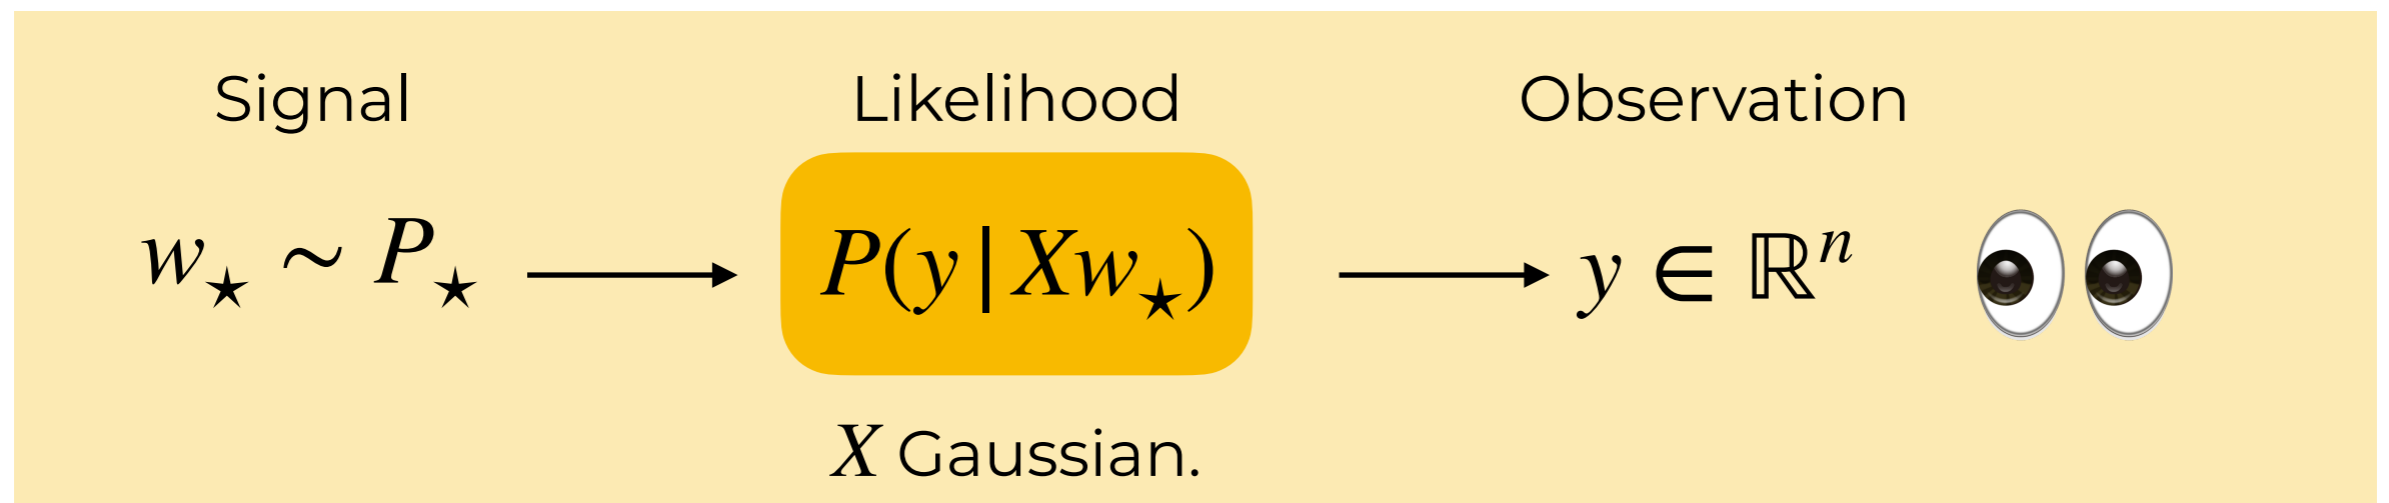 Signal Likelihood Observation
w⋆ ∼ P⋆ P(y | Xw⋆) y ∈ ℝⁿ
X Gaussian.